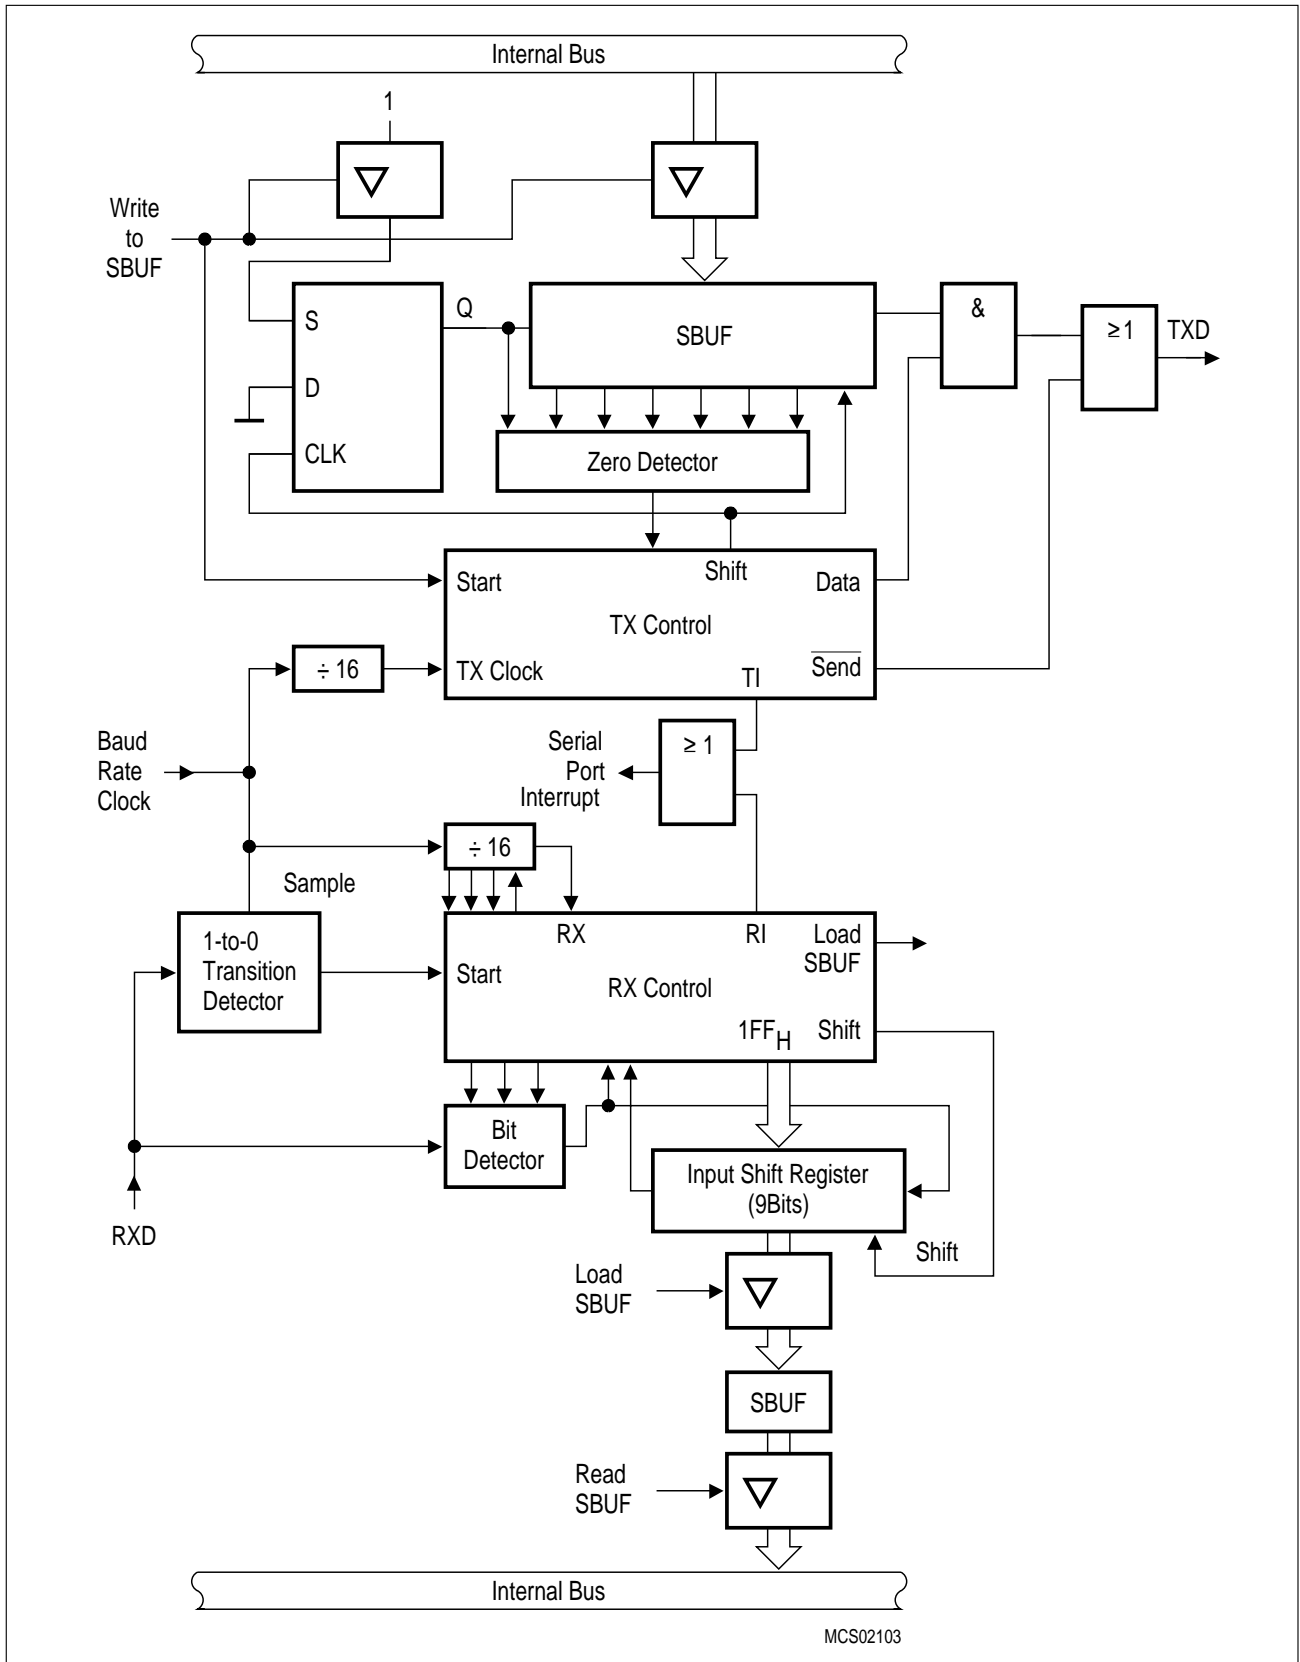 Internal Bus
1
Write
to
SBUF
S
D
CLK
Q
SBUF
&
≥ 1
TXD
Zero Detector
Start
Shift
Data
TX Control
÷ 16
TX Clock
TI
Send
Baud
Rate
Clock
Serial
Port
Interrupt
≥ 1
÷ 16
Sample
1-to-0
Transition
Detector
RX
RI
Load
SBUF
Start
RX Control
1FFH
Shift
Bit
Detector
Input Shift Register
(9Bits)
RXD
Shift
Load
SBUF
SBUF
Read
SBUF
Internal Bus
MCS02103